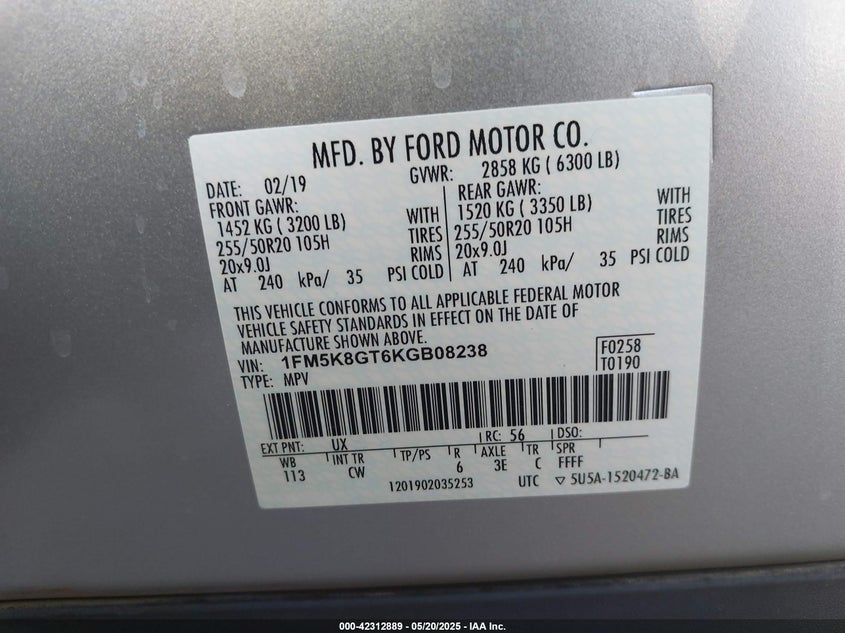 MFD. BY FORD MOTOR CO.
DATE: 02/19 GVWR: 2858 KG ( 6300 LB)
FRONT GAWR: REAR GAWR:
1452 KG ( 3200 LB) WITH 1520 KG ( 3350 LB) WITH
255/50R20 105H TIRES 255/50R20 105H TIRES
20x9.0J RIMS 20x9.0J RIMS
AT 240 kPa/ 35 PSI COLD AT 240 kPa/ 35 PSI COLD
THIS VEHICLE CONFORMS TO ALL APPLICABLE FEDERAL MOTOR
VEHICLE SAFETY STANDARDS IN EFFECT ON THE DATE OF
MANUFACTURE SHOWN ABOVE.
VIN: 1FM5K8GT6KGB08238 F0258
TYPE: MPV T0190
EXT PNT: UX RC: 56 DSO:
WB INT TR TP/PS R AXLE TR SPR
113 CW 6 3E C FFFF
1201902035253 UTC ▽ 5U5A-1520472-BA
000-42312889 — 05/20/2025 — IAA Inc.